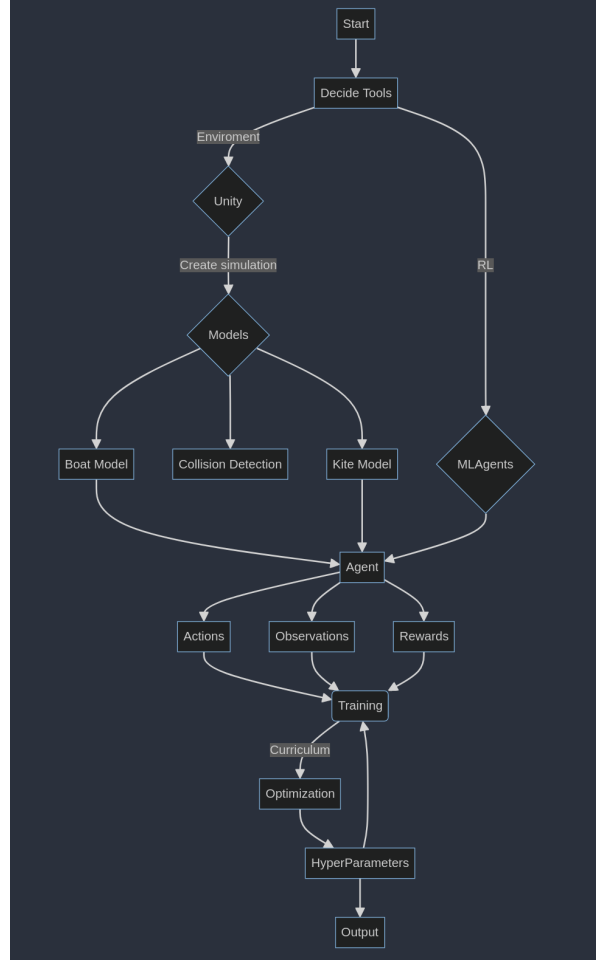 Start
Decide Tools
Enviroment
Unity
Create simulation
RL
Models
Boat Model
Collision Detection
Kite Model
MLAgents
Agent
Actions
Observations
Rewards
Training
Curriculum
Optimization
HyperParameters
Output